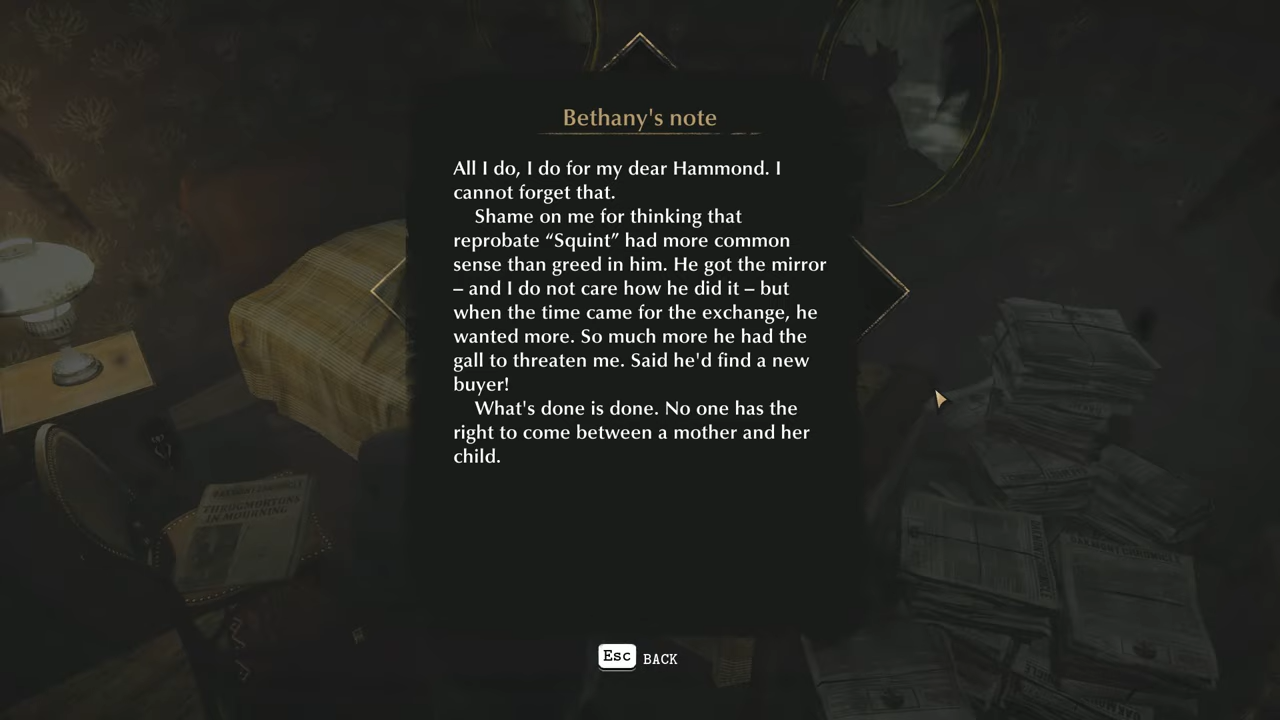 Bethany's note
All I do, I do for my dear Hammond. I
cannot forget that.
Shame on me for thinking that
reprobate “Squint” had more common
sense than greed in him. He got the mirror
– and I do not care how he did it – but
when the time came for the exchange, he
wanted more. So much more he had the
gall to threaten me. Said he'd find a new
buyer!
What's done is done. No one has the
right to come between a mother and her
child.
THROGMORTONS
IN MOURNING
OAKMONT CHRONICLE
Esc BACK